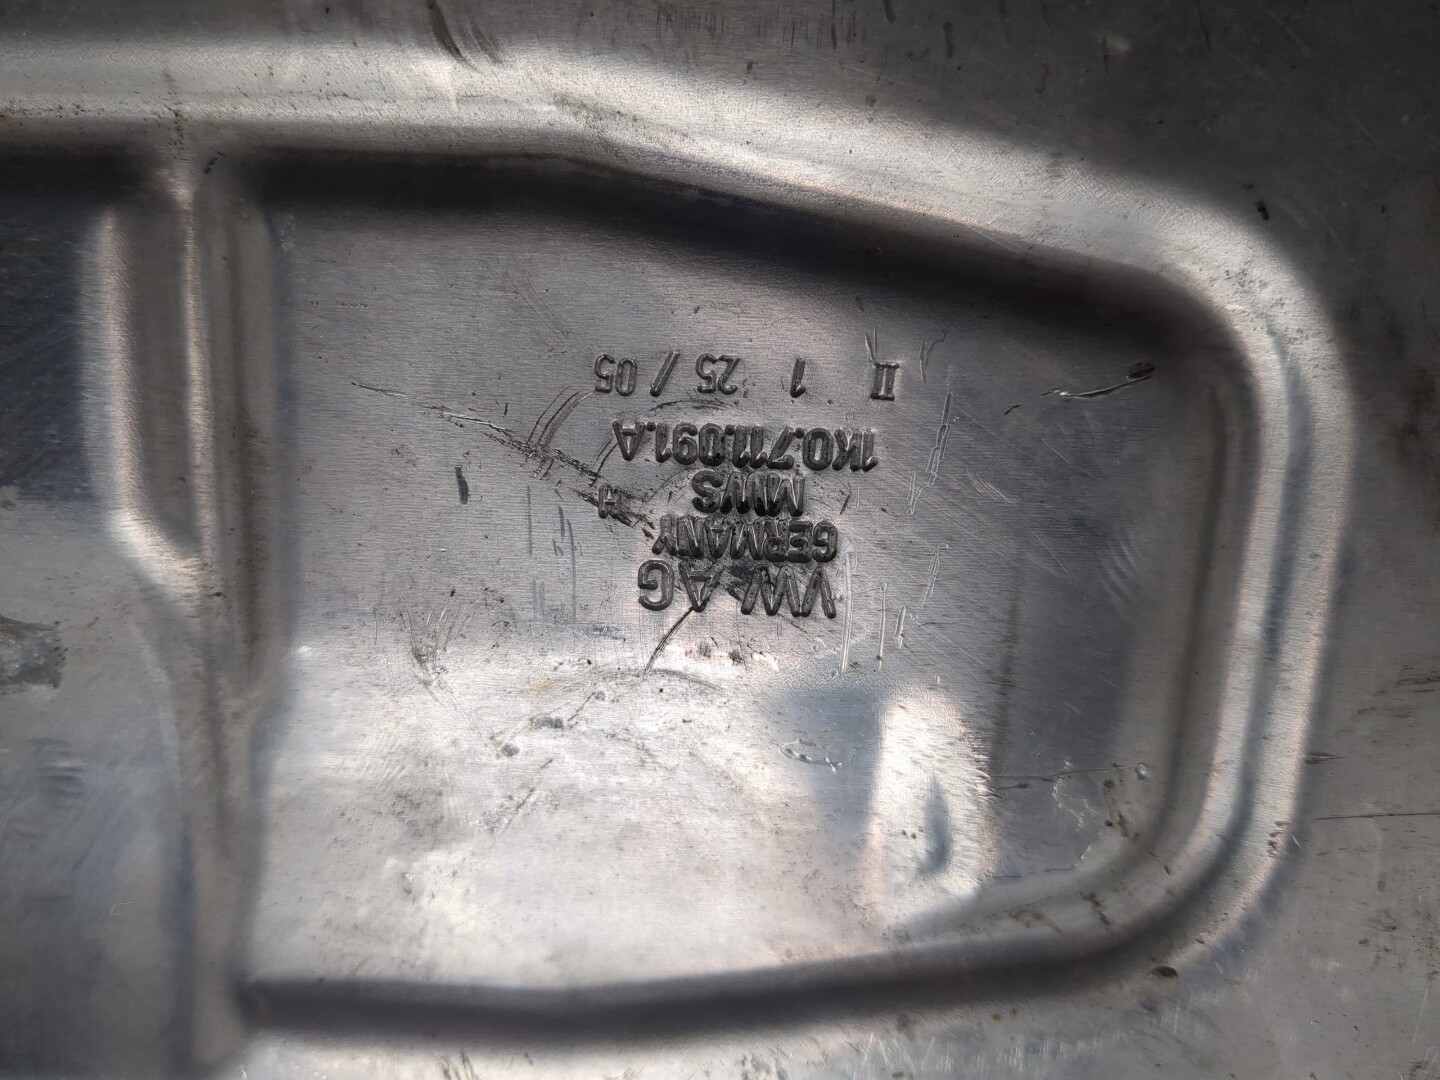 VW AG
GERMANY
MWS H
1K0.711.091.A
II 1 25 / 05